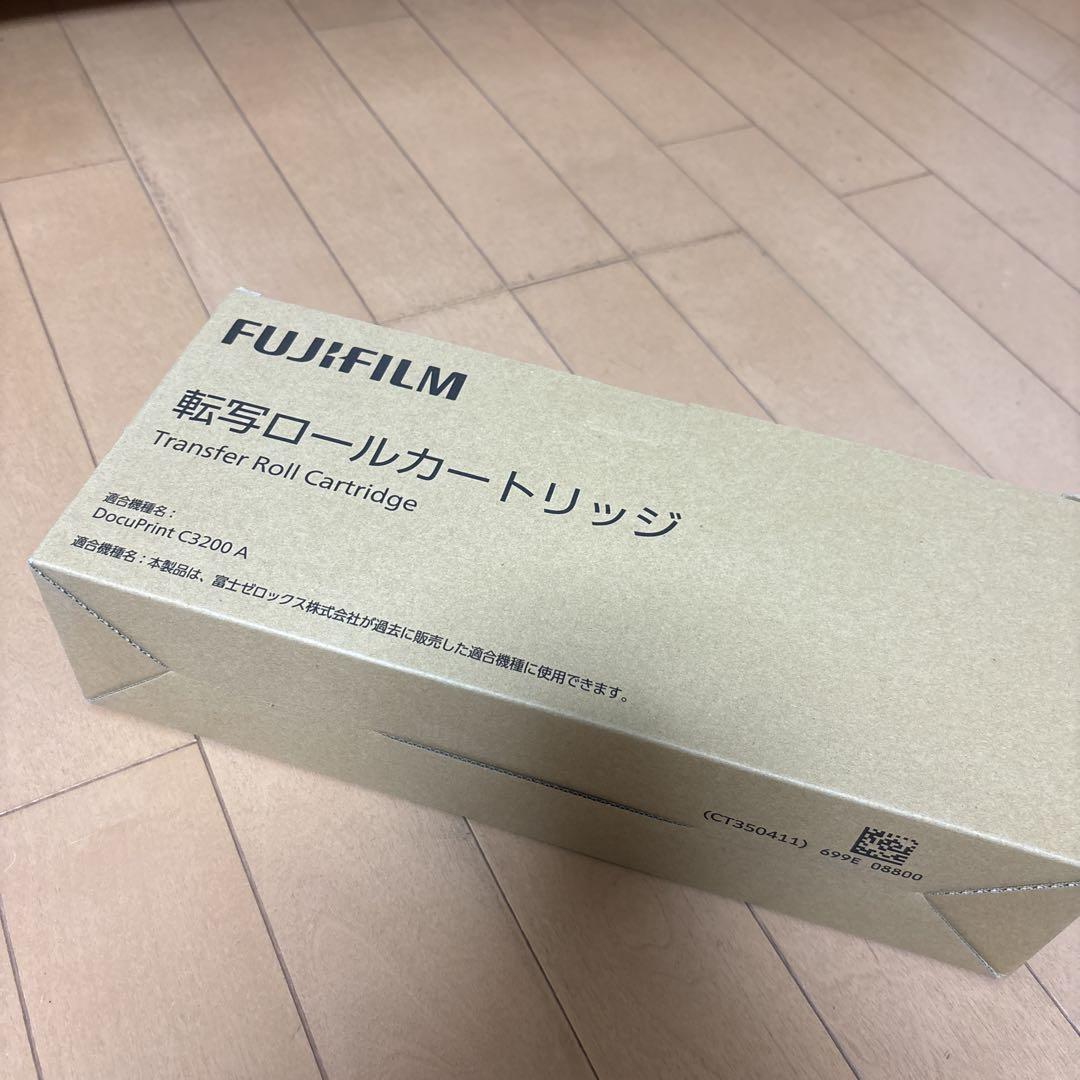 FUJIFILM
転写ロールカートリッジ
Transfer Roll Cartridge
適合機種名：
DocuPrint C3200 A
適合機種名：本製品は、富士ゼロックス株式会社が過去に販売した適合機種に使用できます。
(CT350411) 699E 08800